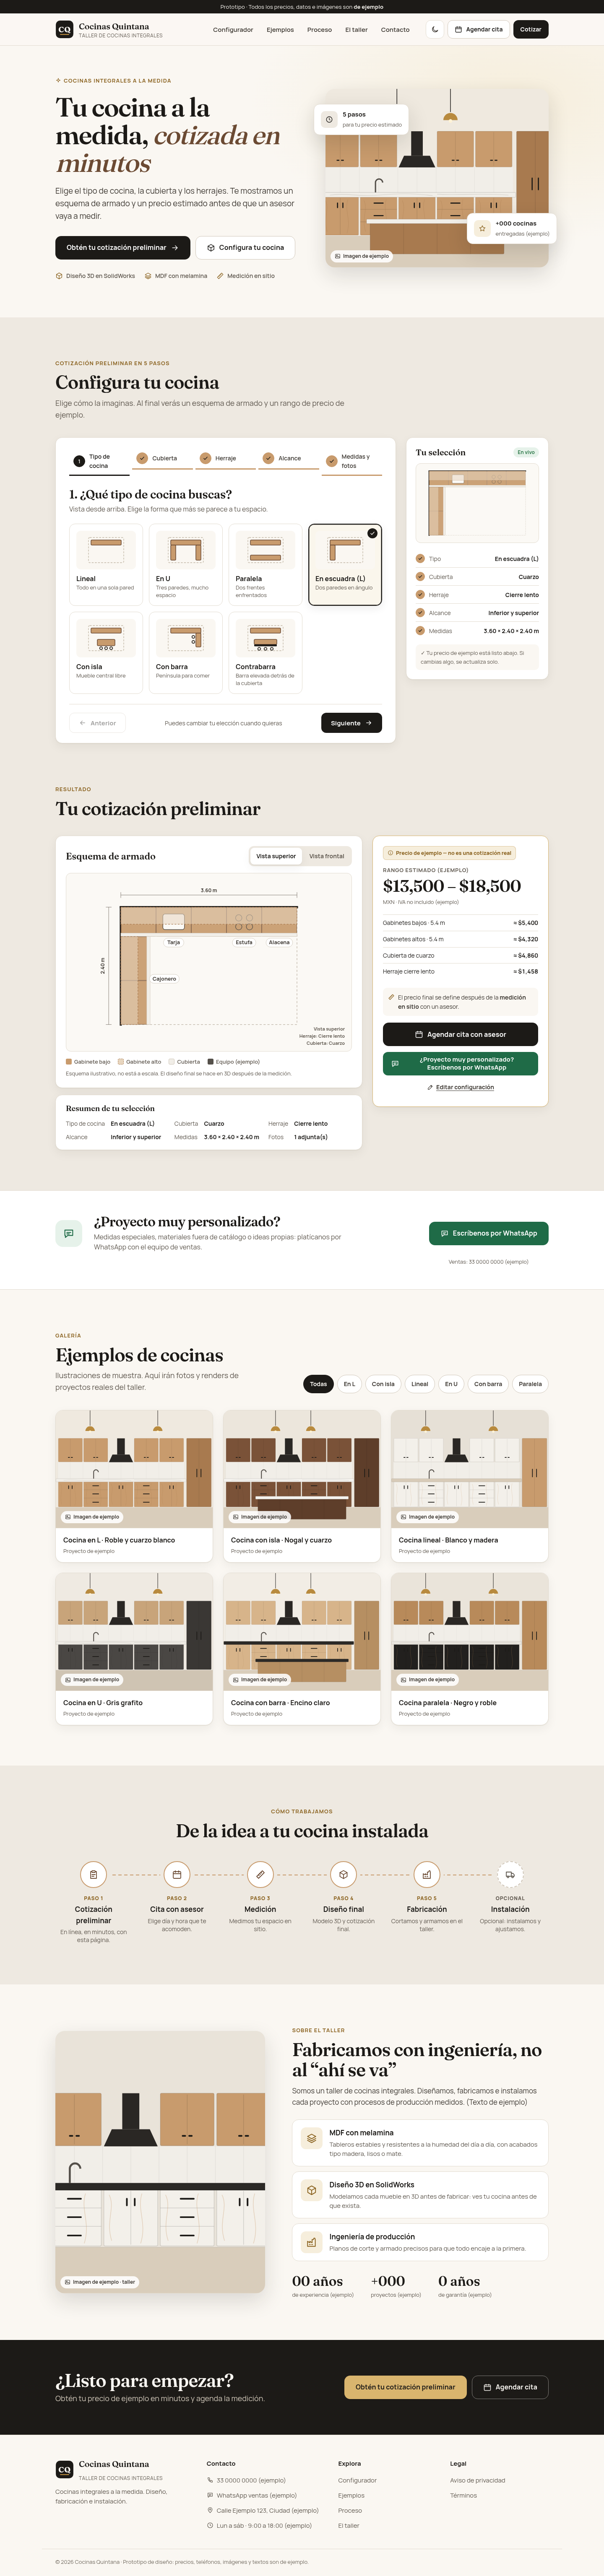 Prototipo · Todos los precios, datos e imágenes son de ejemplo
CQ
Cocinas Quintana
TALLER DE COCINAS INTEGRALES
Configurador
Ejemplos
Proceso
El taller
Contacto
Agendar cita
Cotizar
COCINAS INTEGRALES A LA MEDIDA
Tu cocina a la
medida, cotizada en
minutos
Elige el tipo de cocina, la cubierta y los herrajes. Te mostramos un
esquema de armado y un precio estimado antes de que un asesor
vaya a medir.
Obtén tu cotización preliminar
Configura tu cocina
Diseño 3D en SolidWorks
MDF con melamina
Medición en sitio
5 pasos
para tu precio estimado
+000 cocinas
entregadas (ejemplo)
Imagen de ejemplo
COTIZACIÓN PRELIMINAR EN 5 PASOS
Configura tu cocina
Elige cómo la imaginas. Al final verás un esquema de armado y un rango de precio de
ejemplo.
1
Tipo de
cocina
Cubierta
Herraje
Alcance
Medidas y
fotos
1. ¿Qué tipo de cocina buscas?
Vista desde arriba. Elige la forma que más se parece a tu espacio.
Lineal
Todo en una sola pared
En U
Tres paredes, mucho
espacio
Paralela
Dos frentes
enfrentados
En escuadra (L)
Dos paredes en ángulo
Con isla
Mueble central libre
Con barra
Península para comer
Contrabarra
Barra elevada detrás de
la cubierta
Anterior
Puedes cambiar tu elección cuando quieras
Siguiente
Tu selección
En vivo
Tipo
En escuadra (L)
Cubierta
Cuarzo
Herraje
Cierre lento
Alcance
Inferior y superior
Medidas
3.60 × 2.40 × 2.40 m
✓ Tu precio de ejemplo está listo abajo. Si
cambias algo, se actualiza solo.
RESULTADO
Tu cotización preliminar
Esquema de armado
Vista superior
Vista frontal
3.60 m
2.40 m
Tarja
Estufa
Alacena
Cajonero
Vista superior
Herraje: Cierre lento
Cubierta: Cuarzo
Gabinete bajo
Gabinete alto
Cubierta
Equipo (ejemplo)
Esquema ilustrativo, no está a escala. El diseño final se hace en 3D después de la medición.
Resumen de tu selección
Tipo de cocina
En escuadra (L)
Cubierta
Cuarzo
Herraje
Cierre lento
Alcance
Inferior y superior
Medidas
3.60 × 2.40 × 2.40 m
Fotos
1 adjunta(s)
Precio de ejemplo — no es una cotización real
RANGO ESTIMADO (EJEMPLO)
$13,500 – $18,500
MXN · IVA no incluido (ejemplo)
Gabinetes bajos · 5.4 m
≈ $5,400
Gabinetes altos · 5.4 m
≈ $4,320
Cubierta de cuarzo
≈ $4,860
Herraje cierre lento
≈ $1,458
El precio final se define después de la medición
en sitio con un asesor.
Agendar cita con asesor
¿Proyecto muy personalizado?
Escríbenos por WhatsApp
Editar configuración
¿Proyecto muy personalizado?
Medidas especiales, materiales fuera de catálogo o ideas propias: platícanos por
WhatsApp con el equipo de ventas.
Escríbenos por WhatsApp
Ventas: 33 0000 0000 (ejemplo)
GALERÍA
Ejemplos de cocinas
Ilustraciones de muestra. Aquí irán fotos y renders de
proyectos reales del taller.
Todas
En L
Con isla
Lineal
En U
Con barra
Paralela
Imagen de ejemplo
Imagen de ejemplo
Imagen de ejemplo
Cocina en L · Roble y cuarzo blanco
Proyecto de ejemplo
Cocina con isla · Nogal y cuarzo
Proyecto de ejemplo
Cocina lineal · Blanco y madera
Proyecto de ejemplo
Imagen de ejemplo
Imagen de ejemplo
Imagen de ejemplo
Cocina en U · Gris grafito
Proyecto de ejemplo
Cocina con barra · Encino claro
Proyecto de ejemplo
Cocina paralela · Negro y roble
Proyecto de ejemplo
CÓMO TRABAJAMOS
De la idea a tu cocina instalada
PASO 1
Cotización
preliminar
En línea, en minutos, con
esta página.
PASO 2
Cita con asesor
Elige día y hora que te
acomoden.
PASO 3
Medición
Medimos tu espacio en
sitio.
PASO 4
Diseño final
Modelo 3D y cotización
final.
PASO 5
Fabricación
Cortamos y armamos en el
taller.
OPCIONAL
Instalación
Opcional: instalamos y
ajustamos.
Imagen de ejemplo · taller
SOBRE EL TALLER
Fabricamos con ingeniería, no
al “ahí se va”
Somos un taller de cocinas integrales. Diseñamos, fabricamos e instalamos
cada proyecto con procesos de producción medidos. (Texto de ejemplo)
MDF con melamina
Tableros estables y resistentes a la humedad del día a día, con acabados
tipo madera, lisos o mate.
Diseño 3D en SolidWorks
Modelamos cada mueble en 3D antes de fabricar: ves tu cocina antes de
que exista.
Ingeniería de producción
Planos de corte y armado precisos para que todo encaje a la primera.
00 años
de experiencia (ejemplo)
+000
proyectos (ejemplo)
0 años
de garantía (ejemplo)
¿Listo para empezar?
Obtén tu precio de ejemplo en minutos y agenda la medición.
Obtén tu cotización preliminar
Agendar cita
CQ
Cocinas Quintana
TALLER DE COCINAS INTEGRALES
Cocinas integrales a la medida. Diseño,
fabricación e instalación.
Contacto
33 0000 0000 (ejemplo)
WhatsApp ventas (ejemplo)
Calle Ejemplo 123, Ciudad (ejemplo)
Lun a sáb · 9:00 a 18:00 (ejemplo)
Explora
Configurador
Ejemplos
Proceso
El taller
Legal
Aviso de privacidad
Términos
© 2026 Cocinas Quintana · Prototipo de diseño: precios, teléfonos, imágenes y textos son de ejemplo.